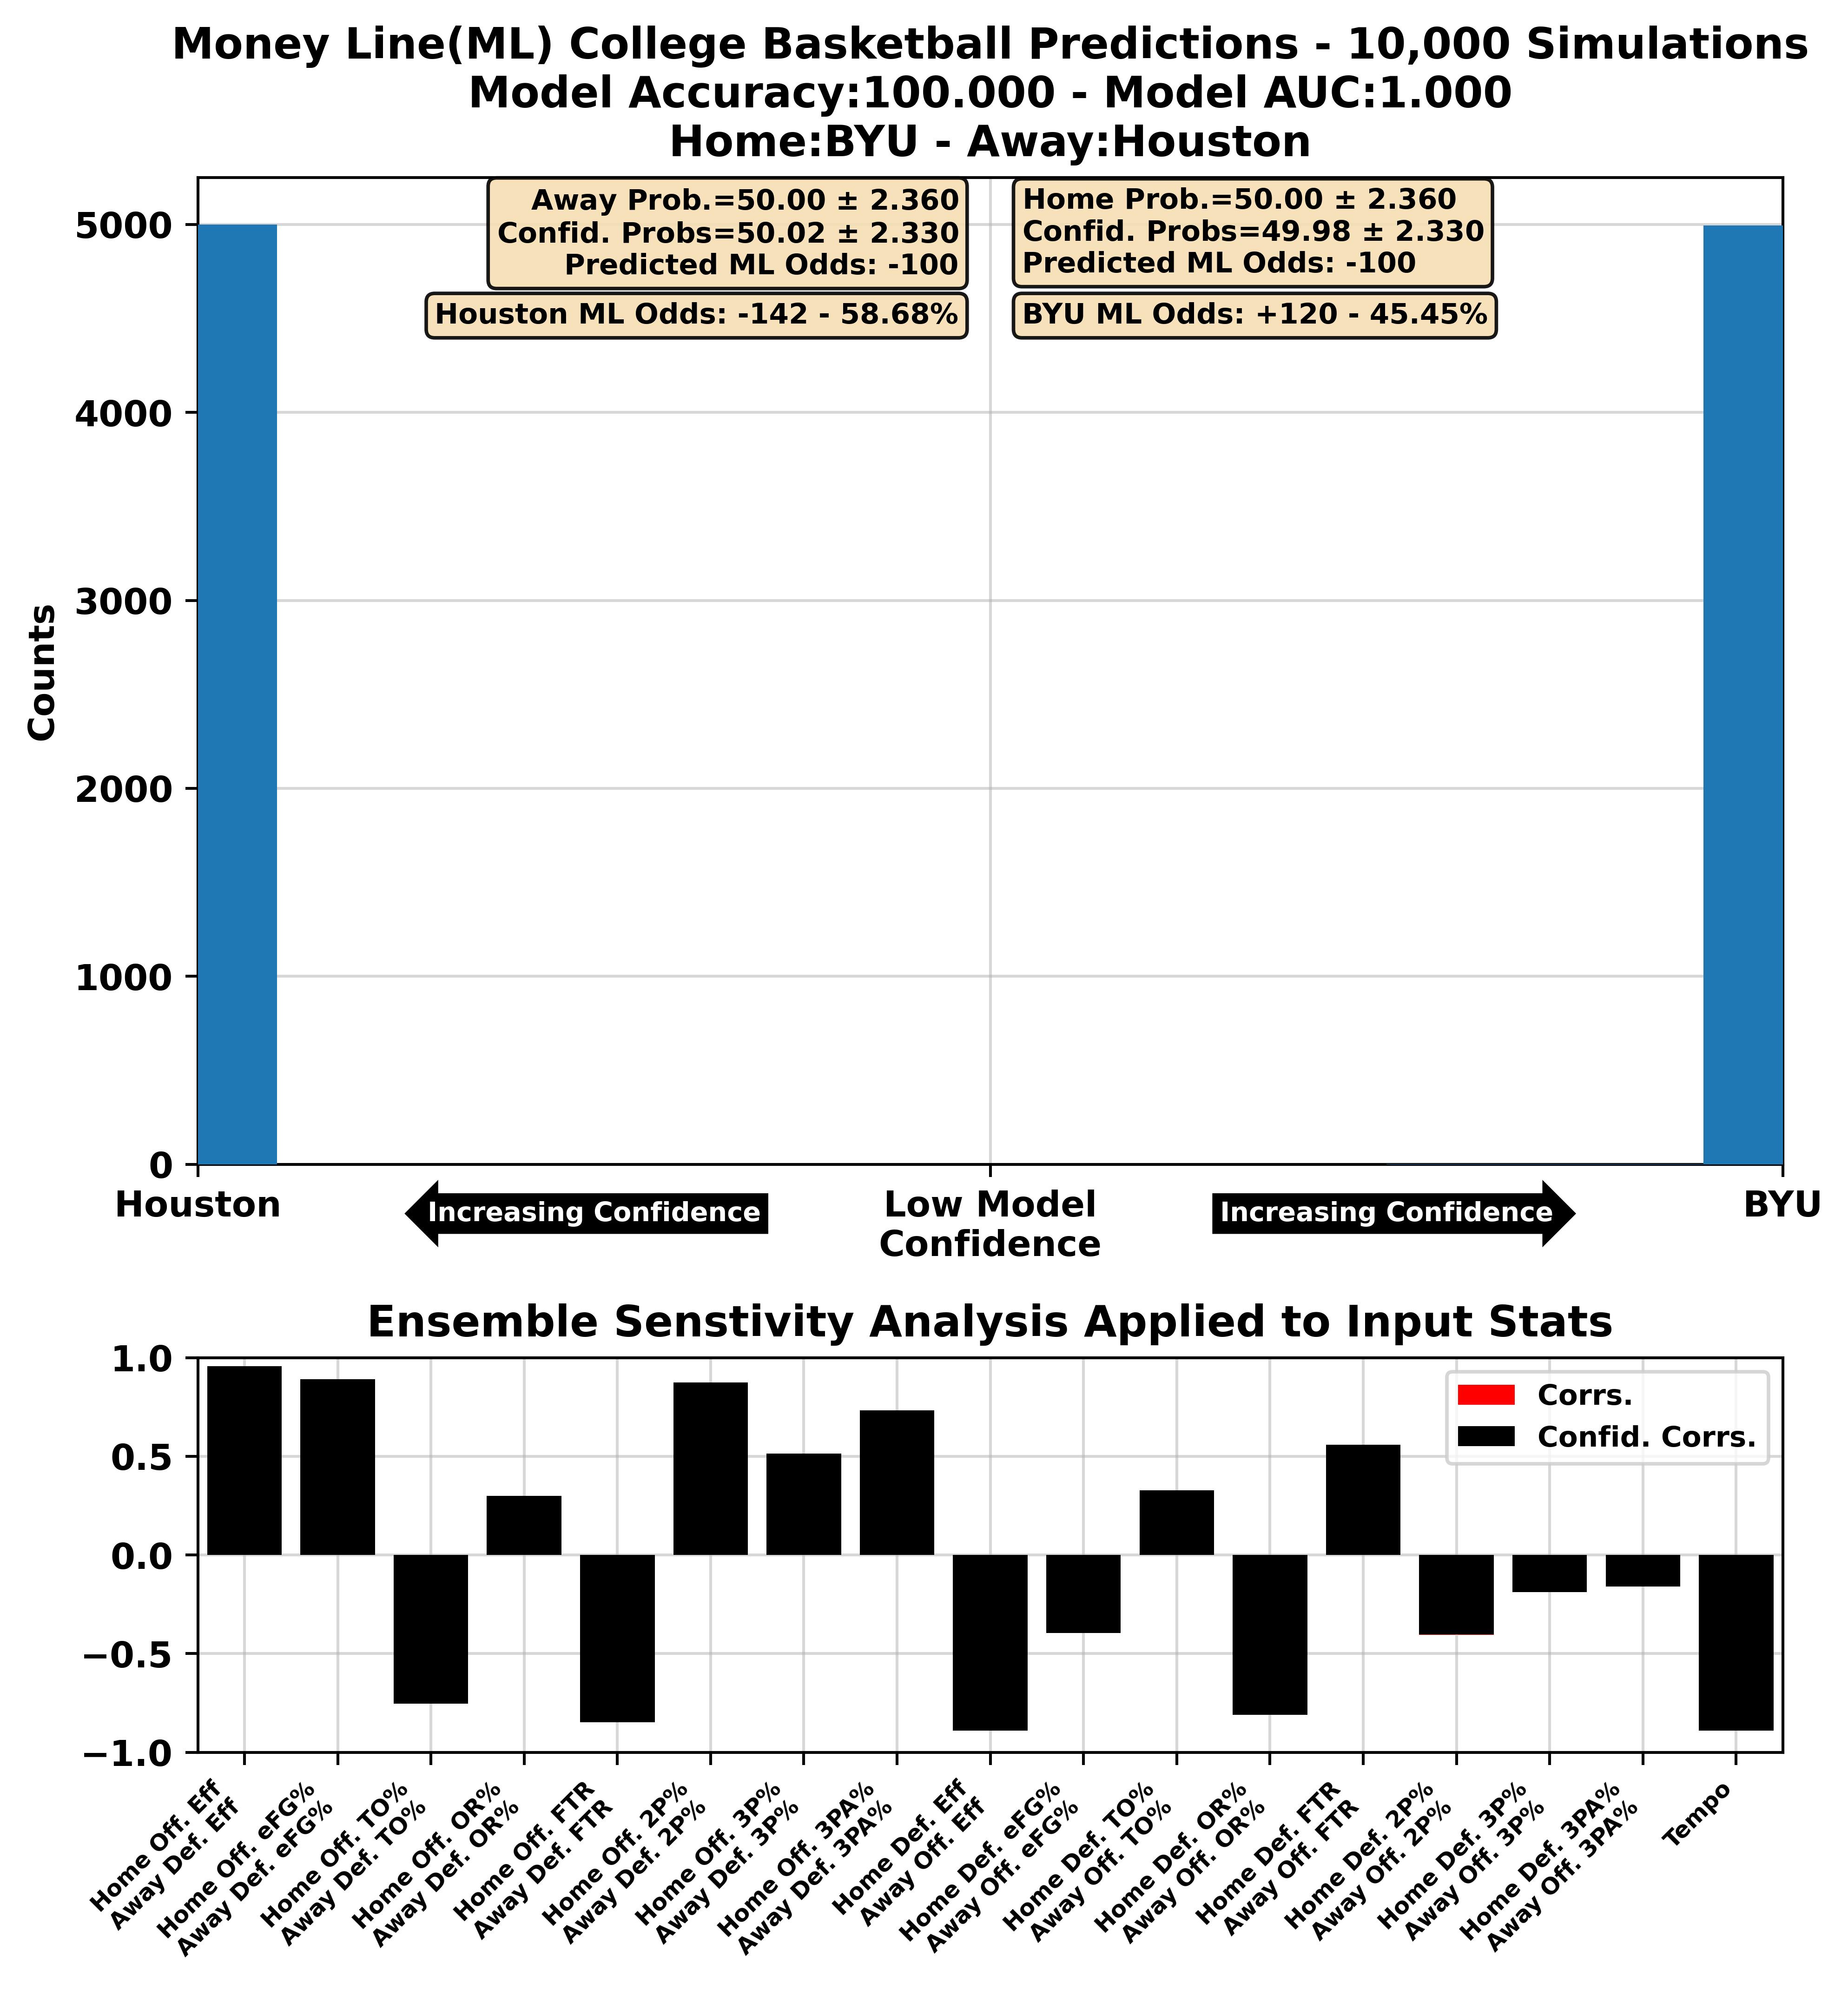 Money Line(ML) College Basketball Predictions - 10,000 Simulations
Model Accuracy:100.000 - Model AUC:1.000
Home:BYU - Away:Houston
Away Prob.=50.00 ± 2.360
Confid. Probs=50.02 ± 2.330
Predicted ML Odds: -100
Houston ML Odds: -142 - 58.68%
Home Prob.=50.00 ± 2.360
Confid. Probs=49.98 ± 2.330
Predicted ML Odds: -100
BYU ML Odds: +120 - 45.45%
5000
4000
3000
2000
1000
0
Counts
Houston
Increasing Confidence
Low Model
Confidence
Increasing Confidence
BYU
Ensemble Senstivity Analysis Applied to Input Stats
1.0
0.5
0.0
−0.5
−1.0
Corrs.
Confid. Corrs.
Home Off. Eff
Away Def. Eff
Home Off. eFG%
Away Def. eFG%
Home Off. TO%
Away Def. TO%
Home Off. OR%
Away Def. OR%
Home Off. FTR
Away Def. FTR
Home Off. 2P%
Away Def. 2P%
Home Off. 3P%
Away Def. 3P%
Home Off. 3PA%
Away Def. 3PA%
Home Def. Eff
Away Off. Eff
Home Def. eFG%
Away Off. eFG%
Home Def. TO%
Away Off. TO%
Home Def. OR%
Away Off. OR%
Home Def. FTR
Away Off. FTR
Home Def. 2P%
Away Off. 2P%
Home Def. 3P%
Away Off. 3P%
Home Def. 3PA%
Away Off. 3PA%
Tempo